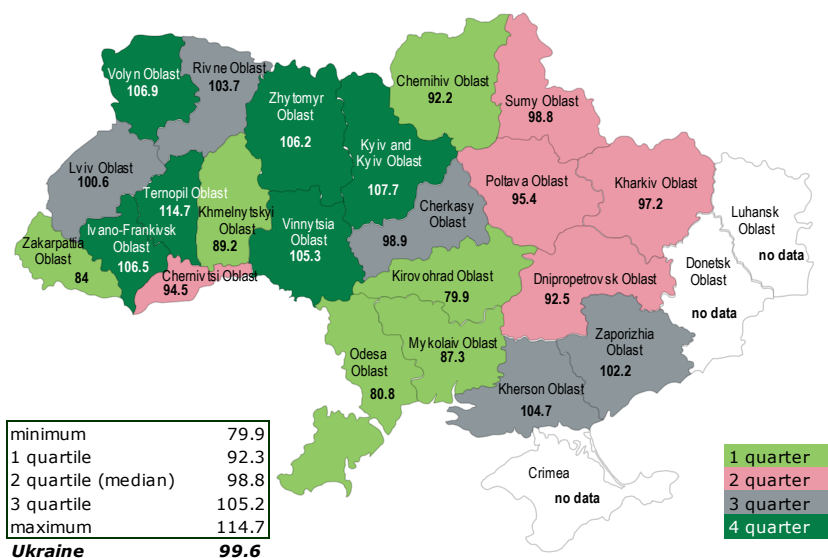 Volyn Oblast
106.9
Rivne Oblast
103.7
Zhytomyr
Oblast
106.2
Chernihiv Oblast
92.2
Sumy Oblast
98.8
Kyiv and
Kyiv Oblast
107.7
Lviv Oblast
100.6
Ternopil Oblast
114.7
Khmelnytskyi
Oblast
89.2
Vinnytsia
Oblast
105.3
Cherkasy
Oblast
98.9
Poltava Oblast
95.4
Kharkiv Oblast
97.2
Luhansk
Oblast
no data
Donetsk
Oblast
no data
Zakarpattia
Oblast
84
Ivano-Frankivsk
Oblast
106.5
Chernivtsi Oblast
94.5
Kirovohrad Oblast
79.9
Dnipropetrovsk Oblast
92.5
Zaporizhia
Oblast
102.2
Odesa
Oblast
80.8
Mykolaiv Oblast
87.3
Kherson Oblast
104.7
Crimea
no data
minimum 79.9
1 quartile 92.3
2 quartile (median) 98.8
3 quartile 105.2
maximum 114.7
Ukraine 99.6
1 quarter
2 quarter
3 quarter
4 quarter